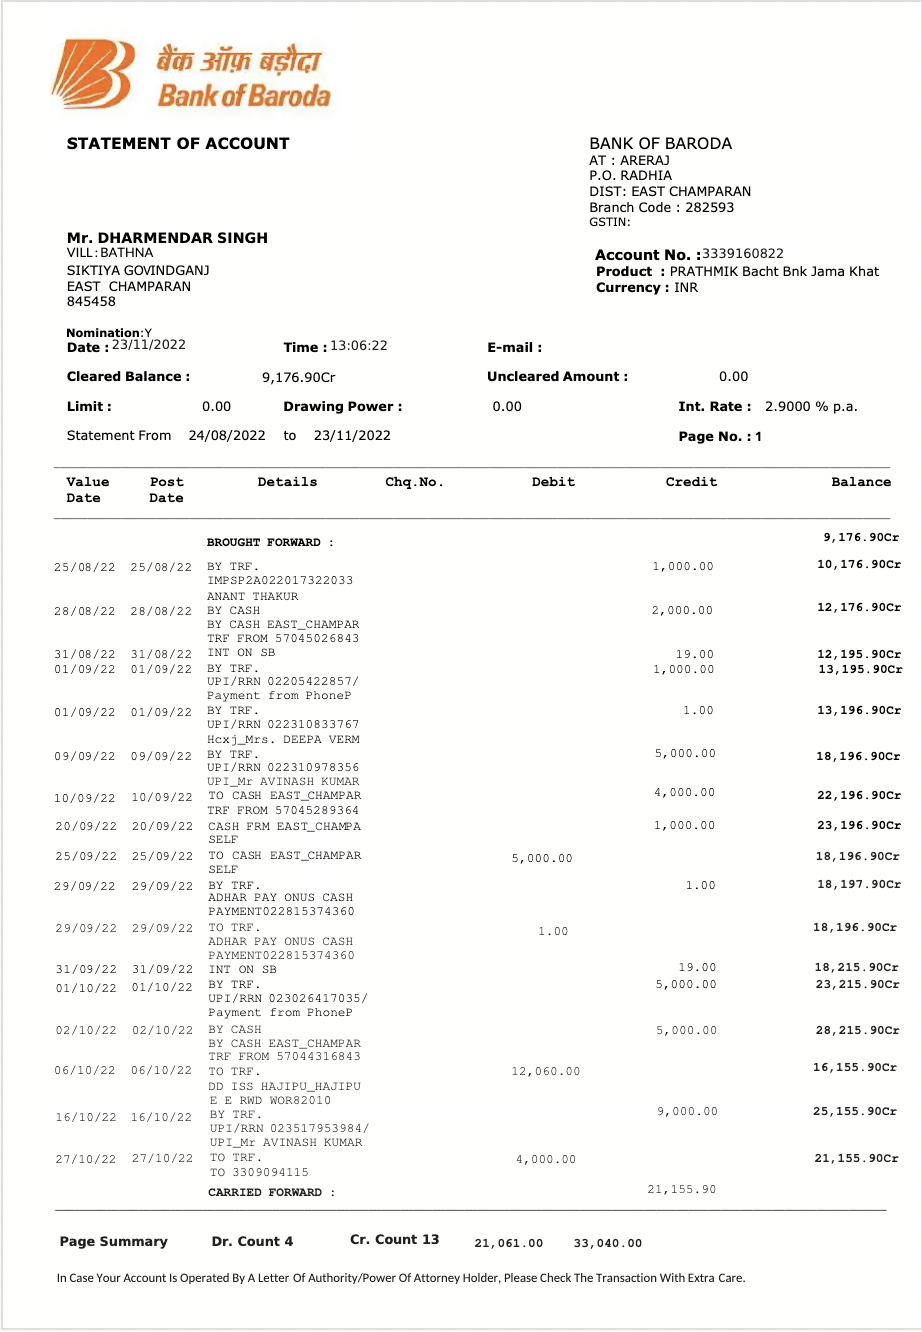 बैंक ऑफ़ बड़ौदा
Bank of Baroda
STATEMENT OF ACCOUNT
BANK OF BARODA
AT : ARERAJ
P.O. RADHIA
DIST: EAST CHAMPARAN
Branch Code : 282593
GSTIN:
Mr. DHARMENDAR SINGH
VILL:BATHNA
SIKTIYA GOVINDGANJ
EAST CHAMPARAN
845458
Account No. :3339160822
Product : PRATHMIK Bacht Bnk Jama Khat
Currency : INR
Nomination:Y
Date : 23/11/2022 Time : 13:06:22 E-mail :
Cleared Balance : 9,176.90Cr Uncleared Amount : 0.00
Limit : 0.00 Drawing Power : 0.00 Int. Rate : 2.9000 % p.a.
Statement From 24/08/2022 to 23/11/2022 Page No. : 1
Value Post Details Chq.No. Debit Credit Balance
Date Date
BROUGHT FORWARD : 9,176.90Cr
25/08/22 25/08/22 BY TRF. 1,000.00 10,176.90Cr
IMPSP2A022017322033
ANANT THAKUR
28/08/22 28/08/22 BY CASH 2,000.00 12,176.90Cr
BY CASH EAST_CHAMPAR
TRF FROM 57045026843
31/08/22 31/08/22 INT ON SB 19.00 12,195.90Cr
01/09/22 01/09/22 BY TRF. 1,000.00 13,195.90Cr
UPI/RRN 02205422857/
Payment from PhoneP
01/09/22 01/09/22 BY TRF. 1.00 13,196.90Cr
UPI/RRN 022310833767
Hcxj_Mrs. DEEPA VERM
09/09/22 09/09/22 BY TRF. 5,000.00 18,196.90Cr
UPI/RRN 022310978356
UPI_Mr AVINASH KUMAR
10/09/22 10/09/22 TO CASH EAST_CHAMPAR 4,000.00 22,196.90Cr
TRF FROM 57045289364
20/09/22 20/09/22 CASH FRM EAST_CHAMPA 1,000.00 23,196.90Cr
SELF
25/09/22 25/09/22 TO CASH EAST_CHAMPAR 5,000.00 18,196.90Cr
SELF
29/09/22 29/09/22 BY TRF. 1.00 18,197.90Cr
ADHAR PAY ONUS CASH
PAYMENT022815374360
29/09/22 29/09/22 TO TRF. 1.00 18,196.90Cr
ADHAR PAY ONUS CASH
PAYMENT022815374360
31/09/22 31/09/22 INT ON SB 19.00 18,215.90Cr
01/10/22 01/10/22 BY TRF. 5,000.00 23,215.90Cr
UPI/RRN 023026417035/
Payment from PhoneP
02/10/22 02/10/22 BY CASH 5,000.00 28,215.90Cr
BY CASH EAST_CHAMPAR
TRF FROM 57044316843
06/10/22 06/10/22 TO TRF. 12,060.00 16,155.90Cr
DD ISS HAJIPU_HAJIPU
E E RWD WOR82010
16/10/22 16/10/22 BY TRF. 9,000.00 25,155.90Cr
UPI/RRN 023517953984/
UPI_Mr AVINASH KUMAR
27/10/22 27/10/22 TO TRF. 4,000.00 21,155.90Cr
TO 3309094115
CARRIED FORWARD : 21,155.90
Page Summary Dr. Count 4 Cr. Count 13 21,061.00 33,040.00
In Case Your Account Is Operated By A Letter Of Authority/Power Of Attorney Holder, Please Check The Transaction With Extra Care.